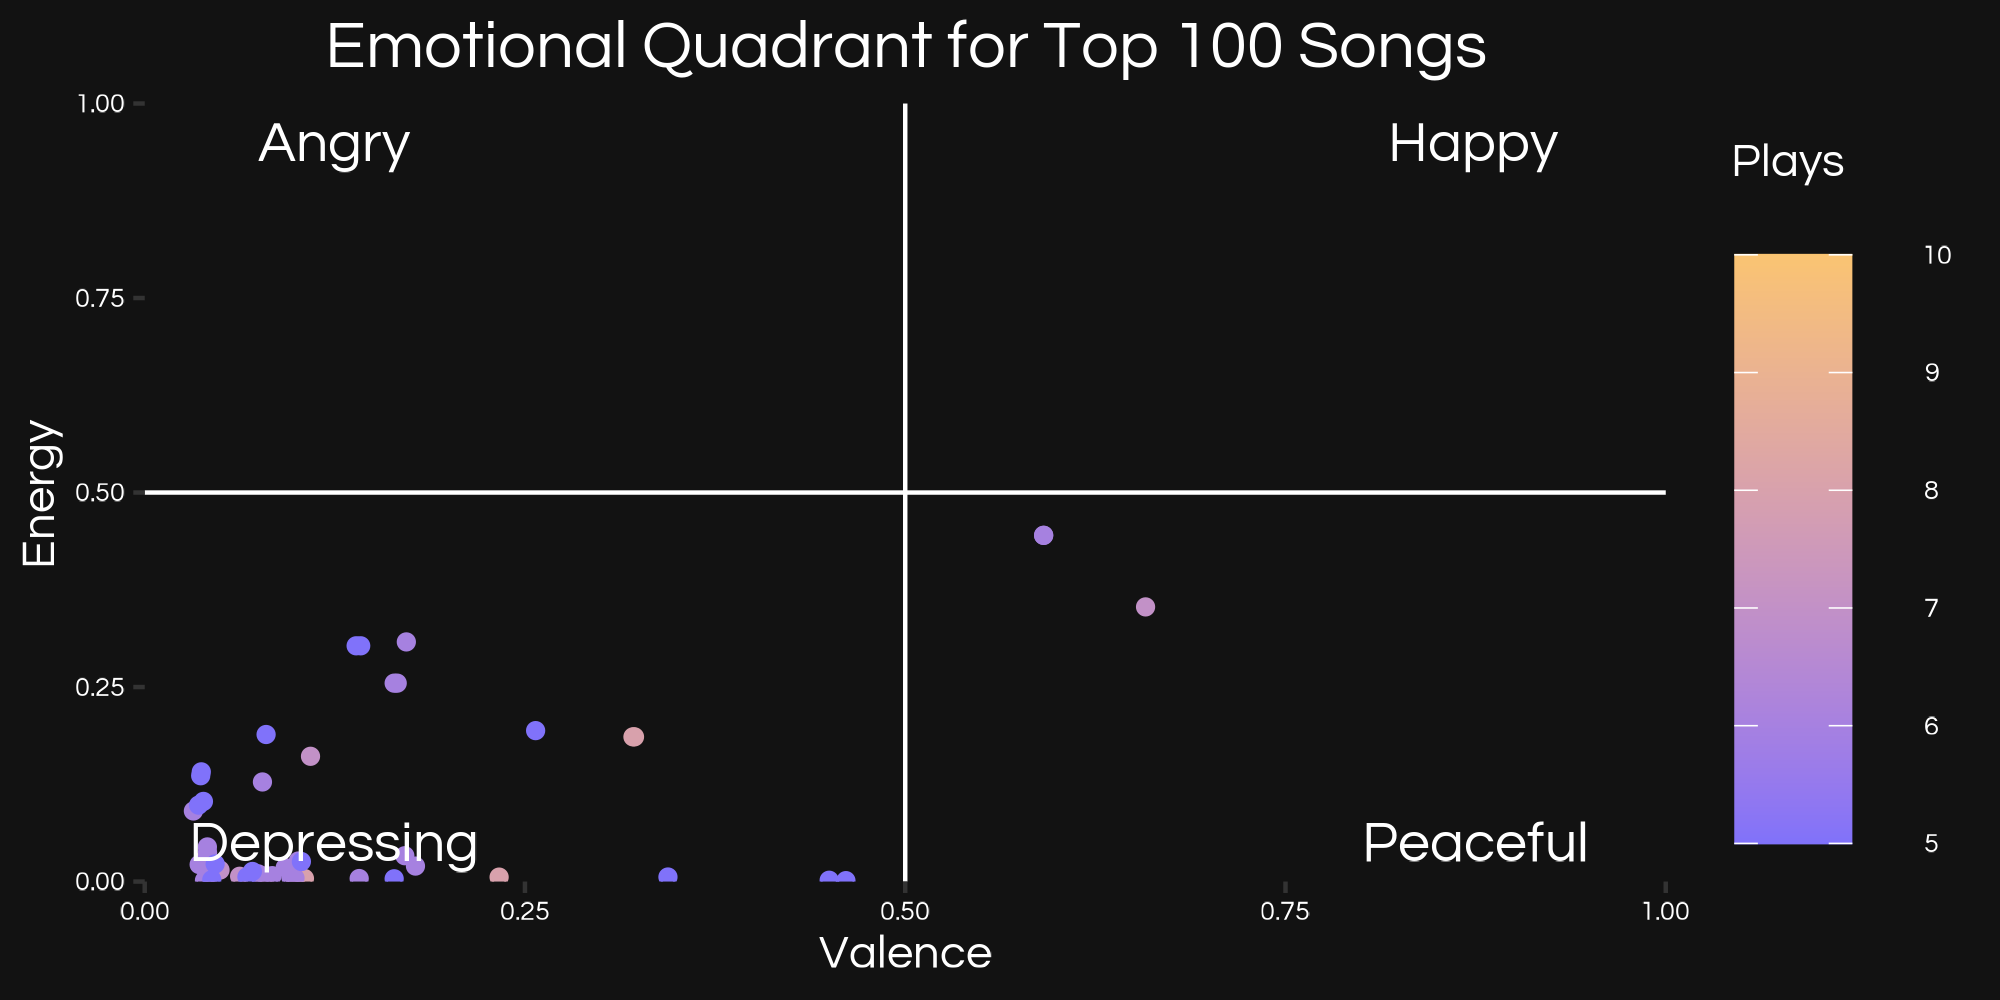 Emotional Quadrant for Top 100 Songs
1.00
0.75
0.50
0.25
0.00
Energy
Angry
Happy
Depressing
Peaceful
0.00
0.25
0.50
0.75
1.00
Valence
Plays
10
9
8
7
6
5